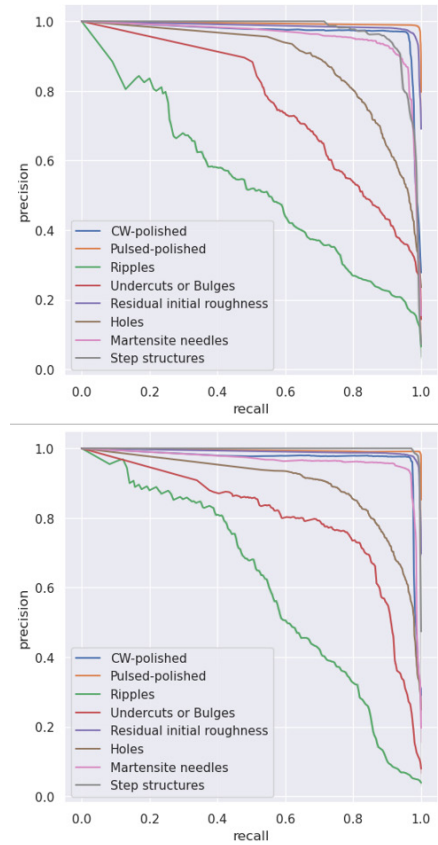 1.0
0.8
0.6
0.4
0.2
0.0
precision
CW-polished
Pulsed-polished
Ripples
Undercuts or Bulges
Residual initial roughness
Holes
Martensite needles
Step structures
0.0 0.2 0.4 0.6 0.8 1.0
recall
1.0
0.8
0.6
0.4
0.2
0.0
precision
CW-polished
Pulsed-polished
Ripples
Undercuts or Bulges
Residual initial roughness
Holes
Martensite needles
Step structures
0.0 0.2 0.4 0.6 0.8 1.0
recall